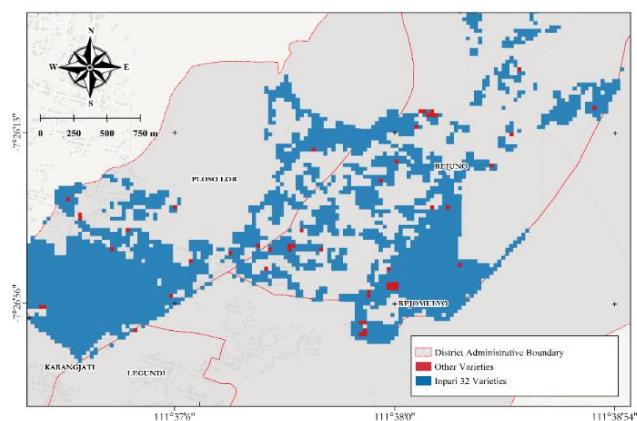 N
W E
S
0 250 500 750 m
-7°26'13"
PLOSO LOR
REJUNO
-7°26'56"
REJOMULYO
KARANGJATI
LEGUNDI
District Administrative Boundary
Other Varieties
Inpari 32 Varieties
111°37'6" 111°38'0" 111°38'54"